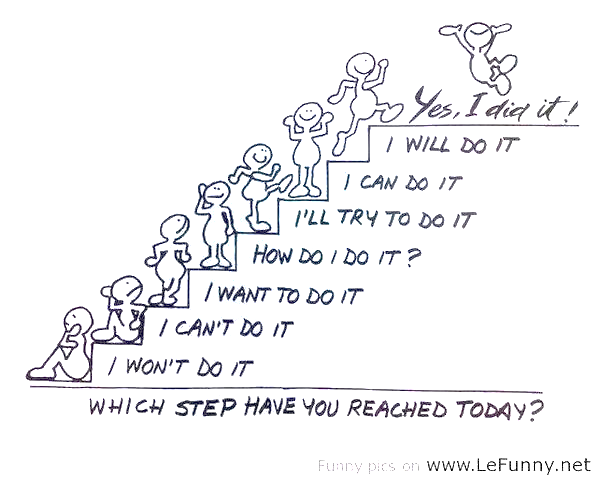 Yes, I did it!
I WILL DO IT
I CAN DO IT
I'LL TRY TO DO IT
HOW DO I DO IT?
I WANT TO DO IT
I CAN'T DO IT
I WON'T DO IT
WHICH STEP HAVE YOU REACHED TODAY?
Funny pics on www.LeFunny.net